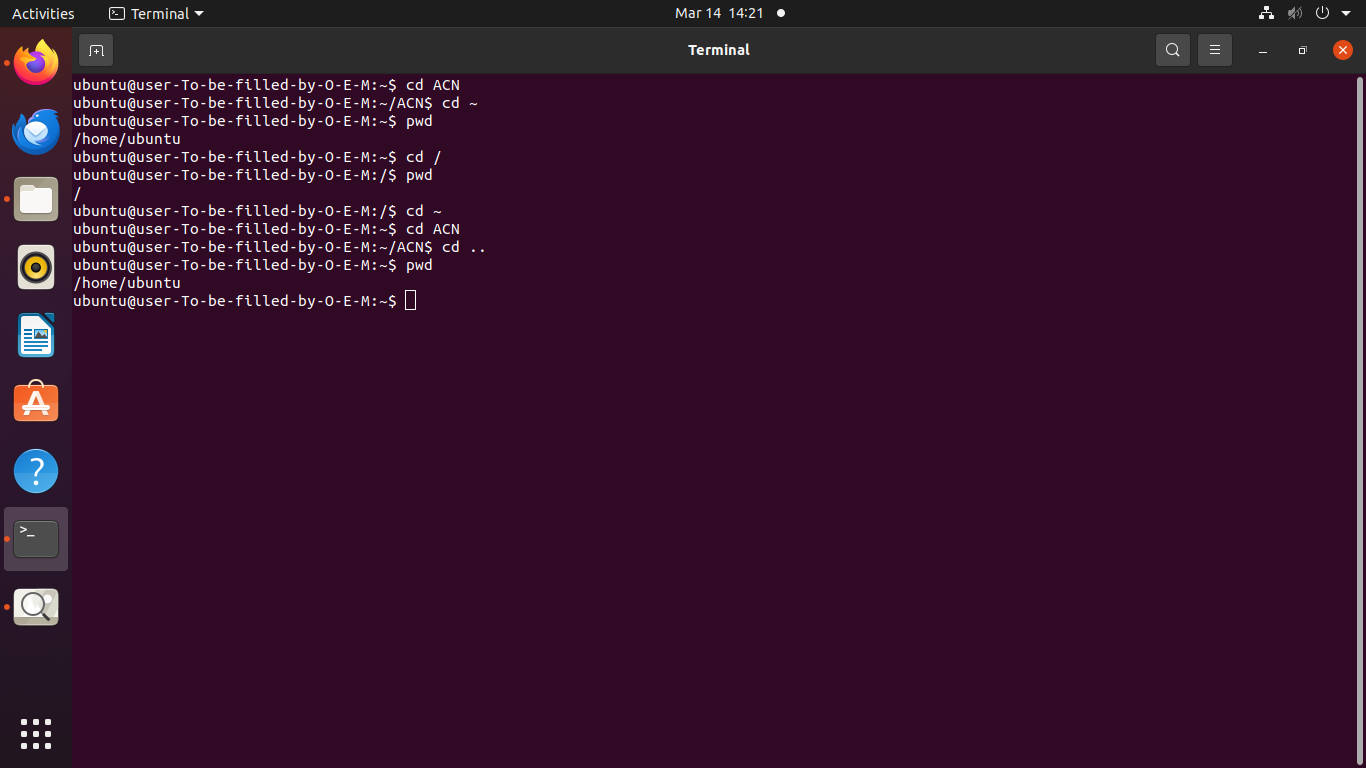 Activities Terminal Mar 14 14:21
Terminal
ubuntu@user-To-be-filled-by-O-E-M:~$ cd ACN
ubuntu@user-To-be-filled-by-O-E-M:~/ACN$ cd ~
ubuntu@user-To-be-filled-by-O-E-M:~$ pwd
/home/ubuntu
ubuntu@user-To-be-filled-by-O-E-M:~$ cd /
ubuntu@user-To-be-filled-by-O-E-M:/$ pwd
/
ubuntu@user-To-be-filled-by-O-E-M:/$ cd ~
ubuntu@user-To-be-filled-by-O-E-M:~$ cd ACN
ubuntu@user-To-be-filled-by-O-E-M:~/ACN$ cd ..
ubuntu@user-To-be-filled-by-O-E-M:~$ pwd
/home/ubuntu
ubuntu@user-To-be-filled-by-O-E-M:~$